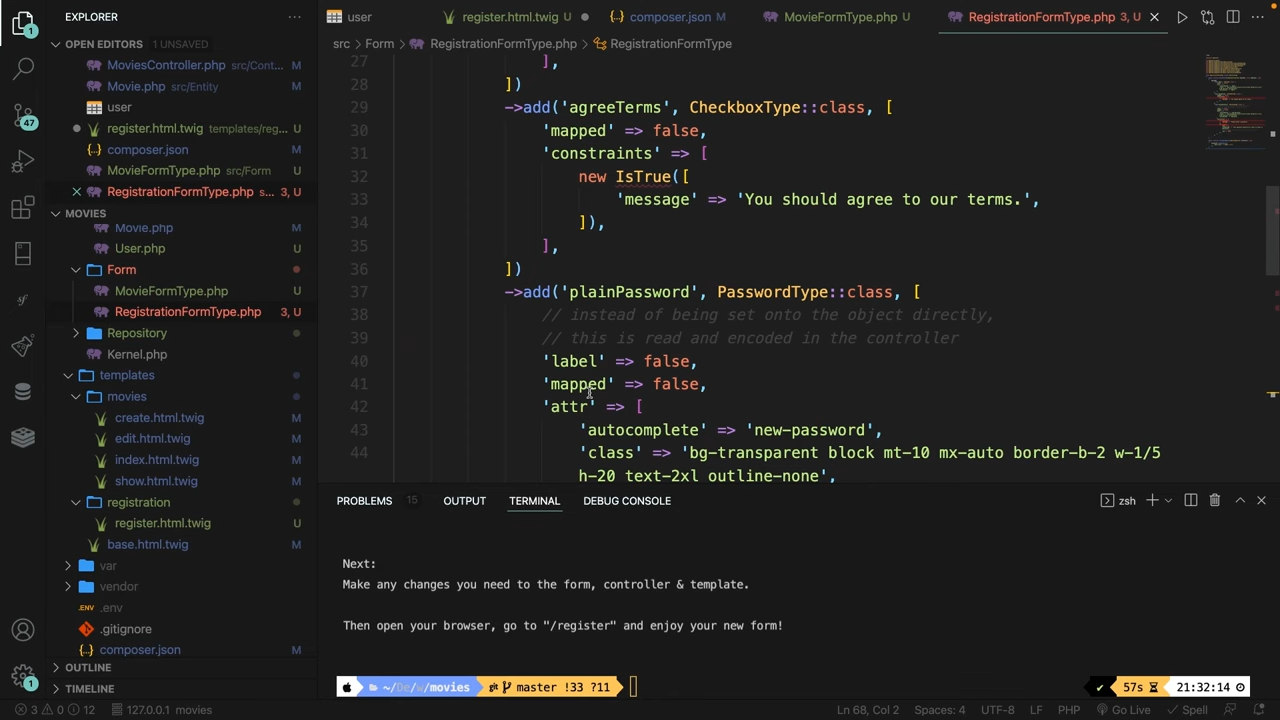 EXPLORER
OPEN EDITORS 1 UNSAVED
MoviesController.php src/Cont... M
Movie.php src/Entity M
user
register.html.twig templates/reg... U
composer.json M
MovieFormType.php src/Form U
RegistrationFormType.php s... 3, U
MOVIES
Movie.php M
User.php U
Form
MovieFormType.php U
RegistrationFormType.php 3, U
Repository
Kernel.php
templates
movies
create.html.twig M
edit.html.twig M
index.html.twig M
show.html.twig M
registration
register.html.twig U
base.html.twig M
var
vendor
.env
.gitignore
composer.json M
OUTLINE
TIMELINE
1
47
1
user
register.html.twig U
composer.json M
MovieFormType.php U
RegistrationFormType.php 3, U
src > Form > RegistrationFormType.php > RegistrationFormType
27 ],
28 ])
29 ->add('agreeTerms', CheckboxType::class, [
30 'mapped' => false,
31 'constraints' => [
32 new IsTrue([
33 'message' => 'You should agree to our terms.',
34 ]),
35 ],
36 ])
37 ->add('plainPassword', PasswordType::class, [
38 // instead of being set onto the object directly,
39 // this is read and encoded in the controller
40 'label' => false,
41 'mapped' => false,
42 'attr' => [
43 'autocomplete' => 'new-password',
44 'class' => 'bg-transparent block mt-10 mx-auto border-b-2 w-1/5
h-20 text-2xl outline-none',
PROBLEMS 15 OUTPUT TERMINAL DEBUG CONSOLE zsh
Next:
Make any changes you need to the form, controller & template.
Then open your browser, go to "/register" and enjoy your new form!
~/De/w/movies git master !33 ?11 57s 21:32:14
3 0 12 127.0.0.1 movies Ln 68, Col 2 Spaces: 4 UTF-8 LF PHP Go Live Spell